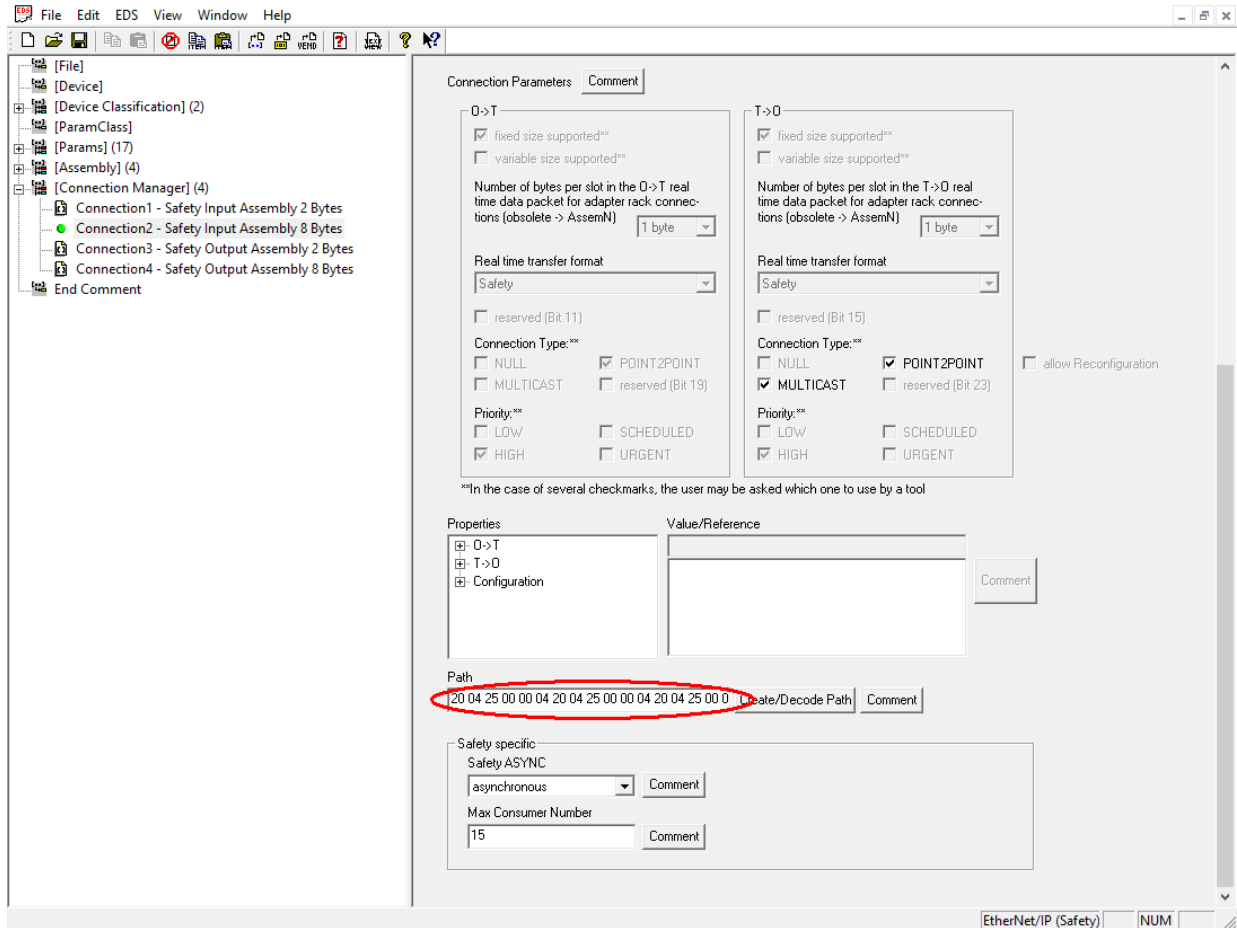 File Edit EDS View Window Help
[File]
[Device]
[Device Classification] (2)
[ParamClass]
[Params] (17)
[Assembly] (4)
[Connection Manager] (4)
Connection1 - Safety Input Assembly 2 Bytes
Connection2 - Safety Input Assembly 8 Bytes
Connection3 - Safety Output Assembly 2 Bytes
Connection4 - Safety Output Assembly 8 Bytes
End Comment
Connection Parameters Comment
O->T
fixed size supported**
variable size supported**
Number of bytes per slot in the O->T real
time data packet for adapter rack connec-
tions (obsolete -> AssemN)
1 byte
Real time transfer format
Safety
reserved (Bit 11)
Connection Type:**
NULL POINT2POINT
MULTICAST reserved (Bit 19)
Priority:**
LOW SCHEDULED
HIGH URGENT
T->O
fixed size supported**
variable size supported**
Number of bytes per slot in the T->O real
time data packet for adapter rack connec-
tions (obsolete -> AssemN)
1 byte
Real time transfer format
Safety
reserved (Bit 15)
Connection Type:**
NULL POINT2POINT
MULTICAST reserved (Bit 23)
Priority:**
LOW SCHEDULED
HIGH URGENT
allow Reconfiguration
**In the case of several checkmarks, the user may be asked which one to use by a tool
Properties Value/Reference
O->T
T->O
Configuration
Comment
Path
20 04 25 00 00 04 20 04 25 00 00 04 20 04 25 00 0 Create/Decode Path Comment
Safety specific
Safety ASYNC
asynchronous Comment
Max Consumer Number
15 Comment
EtherNet/IP (Safety) NUM